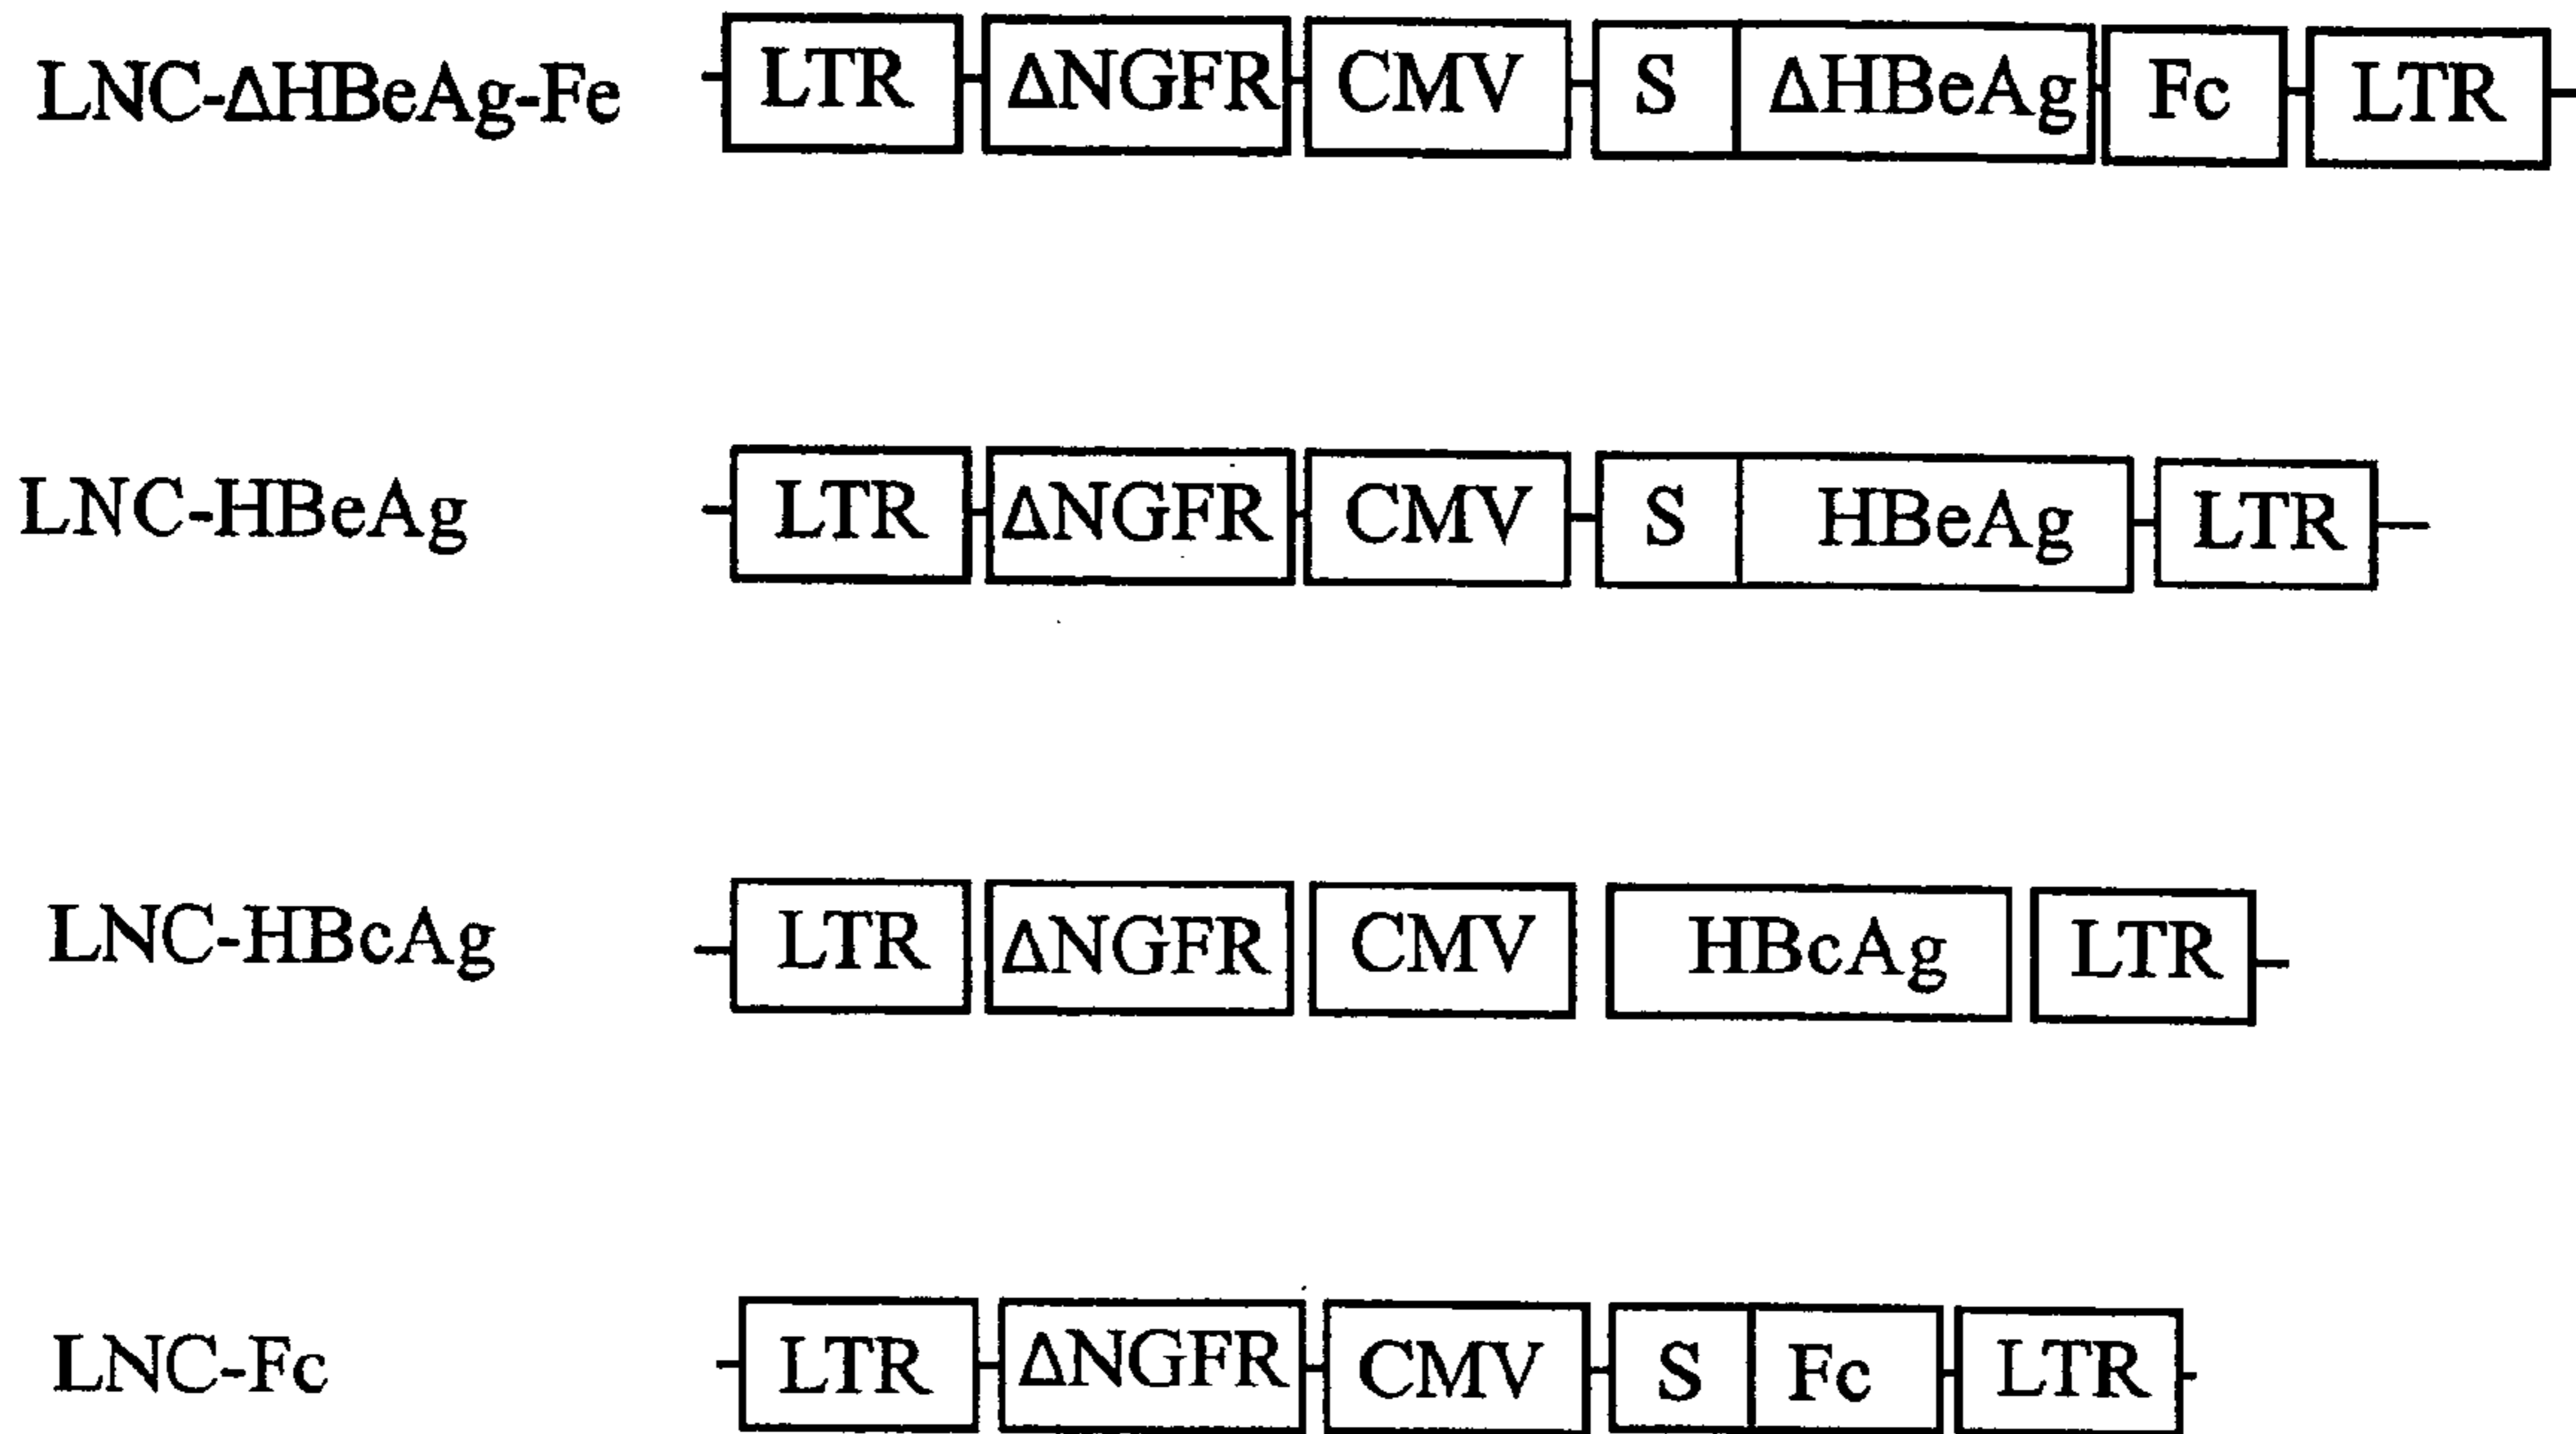 LNC-ΔHBeAg-Fe LTR ΔNGFR CMV S ΔHBeAg Fc LTR
LNC-HBeAg LTR ΔNGFR CMV S HBeAg LTR
LNC-HBcAg LTR ΔNGFR CMV HBcAg LTR
LNC-Fc LTR ΔNGFR CMV S Fc LTR